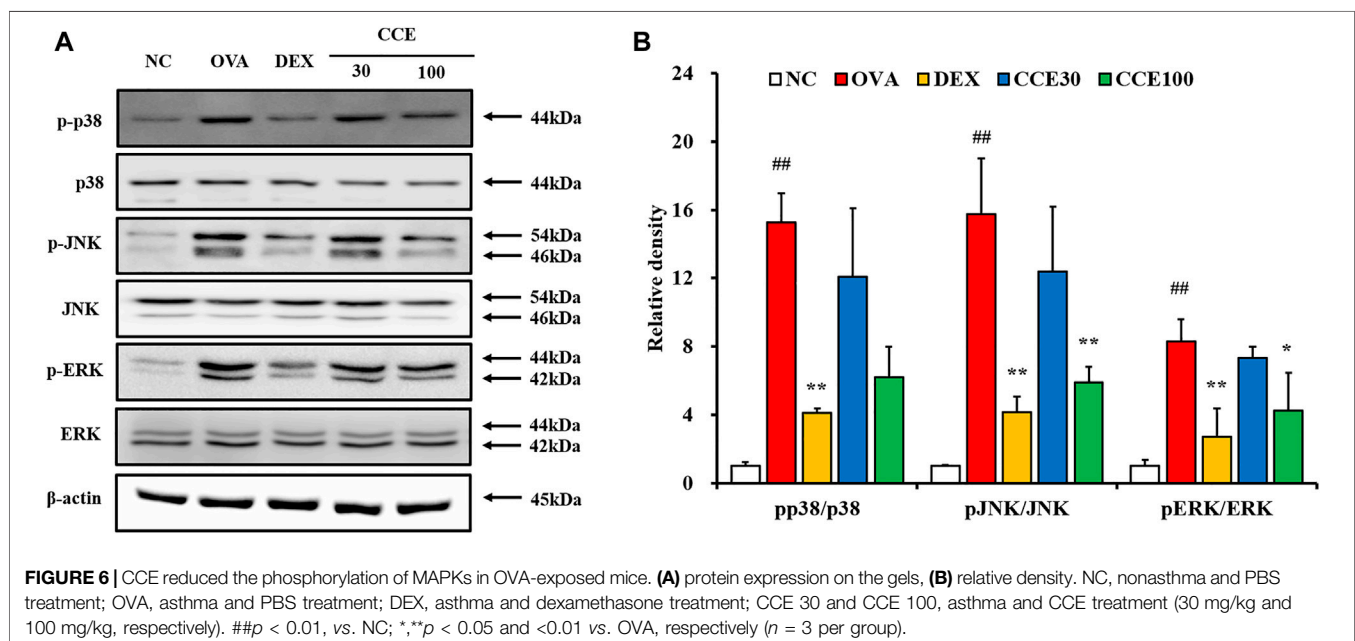 A
CCE
NC OVA DEX 30 100
p-p38 44kDa
p38 44kDa
p-JNK 54kDa
46kDa
JNK 54kDa
46kDa
p-ERK 44kDa
42kDa
ERK 44kDa
42kDa
β-actin 45kDa
B
NC OVA DEX CCE30 CCE100
Relative density
24
20
16
12
8
4
0
## ** ## ** ** ## ** *
pp38/p38 pJNK/JNK pERK/ERK
FIGURE 6 | CCE reduced the phosphorylation of MAPKs in OVA-exposed mice. (A) protein expression on the gels, (B) relative density. NC, nonasthma and PBS
treatment; OVA, asthma and PBS treatment; DEX, asthma and dexamethasone treatment; CCE 30 and CCE 100, asthma and CCE treatment (30 mg/kg and
100 mg/kg, respectively). ##p < 0.01, vs. NC; *,**p < 0.05 and <0.01 vs. OVA, respectively (n = 3 per group).